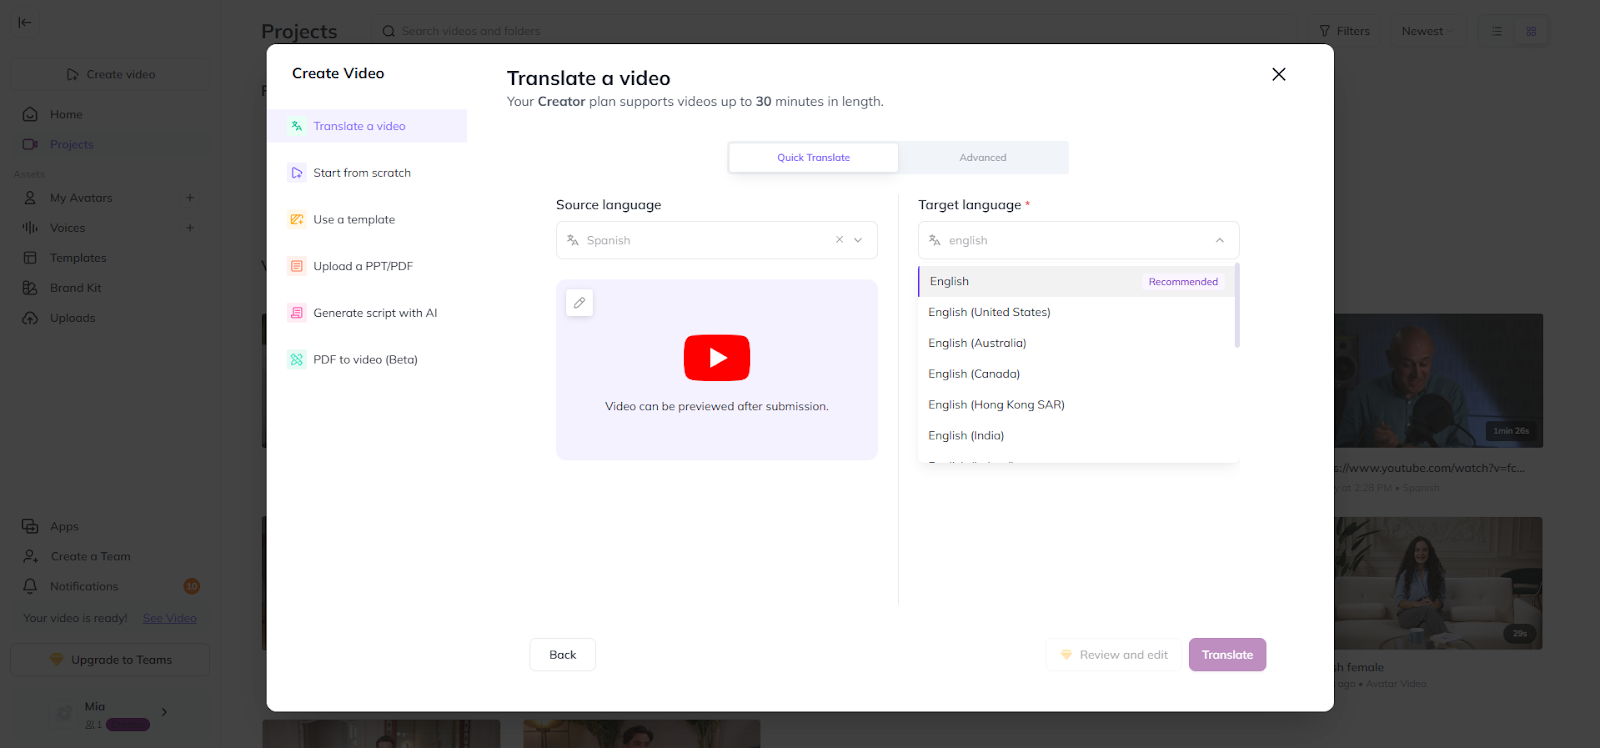 Projects
Search videos and folders
Filters
Newest
Create video
Home
Projects
Assets
My Avatars
Voices
Templates
Brand Kit
Uploads
Apps
Create a Team
Notifications
10
Your video is ready!
See Video
Upgrade to Teams
Mia
1
Create Video
Translate a video
Start from scratch
Use a template
Upload a PPT/PDF
Generate script with AI
PDF to video (Beta)
Translate a video
Your Creator plan supports videos up to 30 minutes in length.
Quick Translate
Advanced
Source language
Spanish
Video can be previewed after submission.
Target language *
english
English
Recommended
English (United States)
English (Australia)
English (Canada)
English (Hong Kong SAR)
English (India)
Back
Review and edit
Translate
1min 26s
s://www.youtube.com/watch?v=fc...
at 2:28 PM • Spanish
29s
sh female
ago • Avatar Video